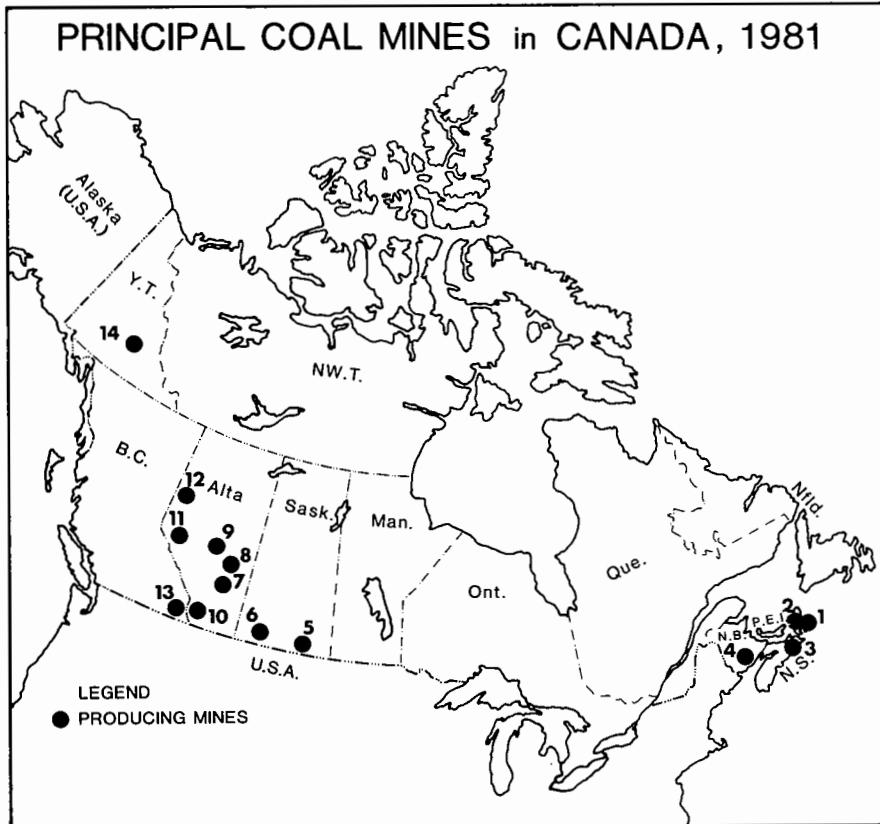 PRINCIPAL COAL MINES in CANADA, 1981
Alaska
(U.S.A.)
Y.T.
14
N.W.T.
B.C.
12
Alta
11
9
8
7
13
10
Sask.
6
5
Man.
Ont.
Que.
Nfld.
2
P.E.I.
1
N.B.
4
3
N.S.
U.S.A.
LEGEND
PRODUCING MINES